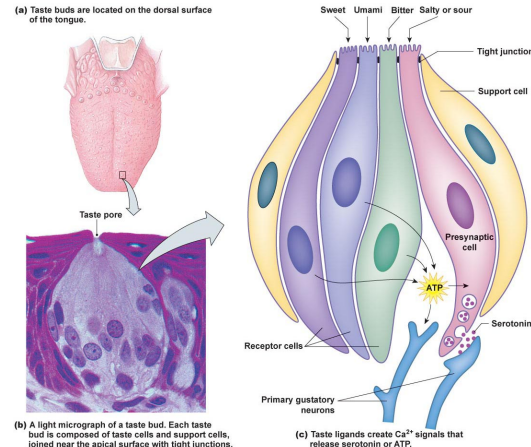 (a) Taste buds are located on the dorsal surface
of the tongue.
Taste pore
(b) A light micrograph of a taste bud. Each taste
bud is composed of taste cells and support cells,
joined near the apical surface with tight junctions.
Sweet Umami Bitter Salty or sour
Tight junction
Support cell
Presynaptic
cell
ATP
Serotonin
Receptor cells
Primary gustatory
neurons
(c) Taste ligands create Ca2+ signals that
release serotonin or ATP.